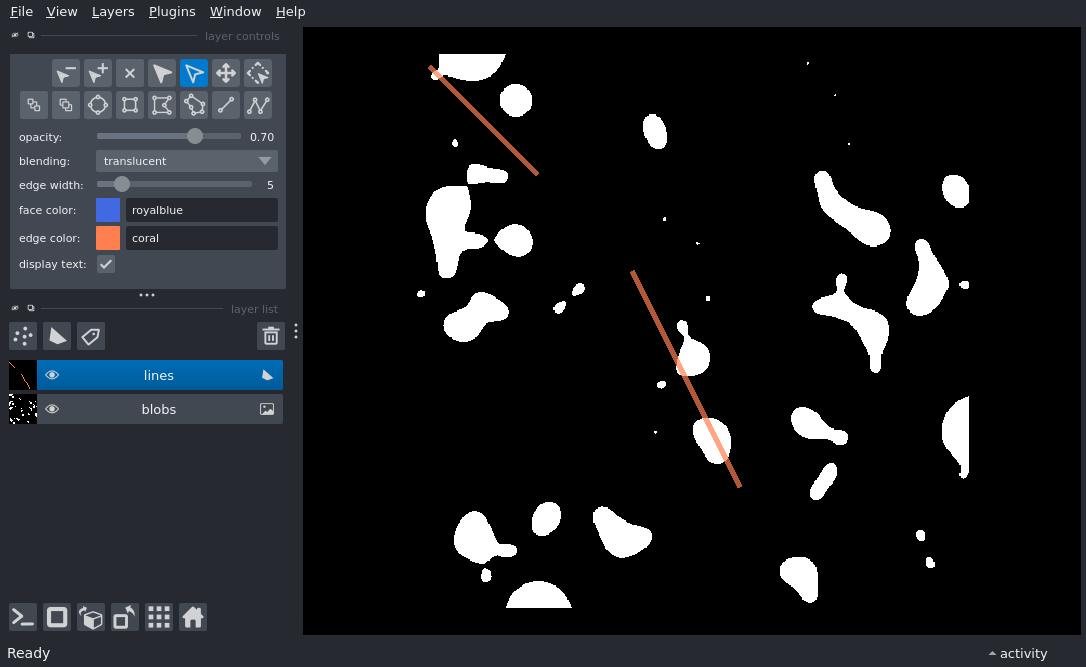 File View Layers Plugins Window Help
layer controls
opacity: 0.70
blending: translucent
edge width: 5
face color: royalblue
edge color: coral
display text:
layer list
lines
blobs
Ready
activity